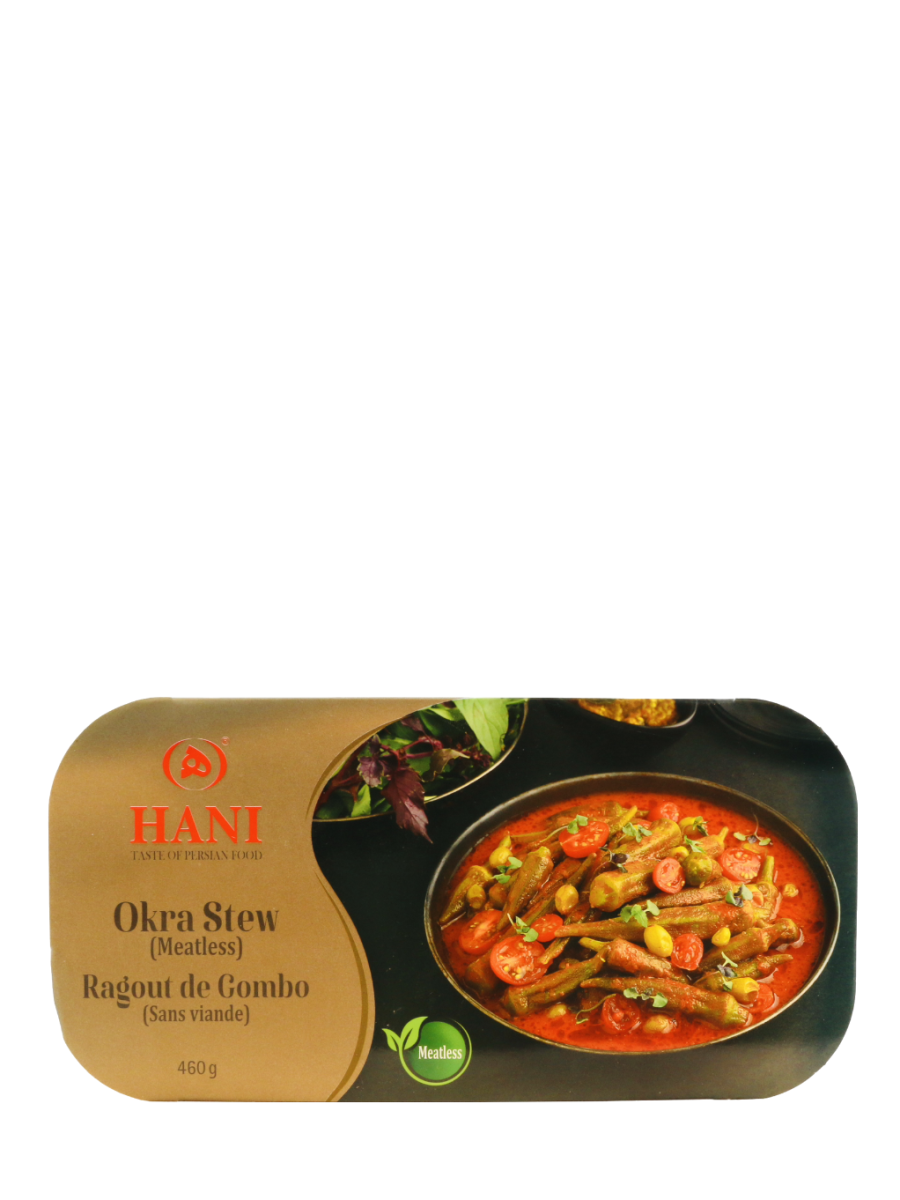 HANI
TASTE OF PERSIAN FOOD
Okra Stew
(Meatless)
Ragout de Gombo
(Sans viande)
460g
Meatless